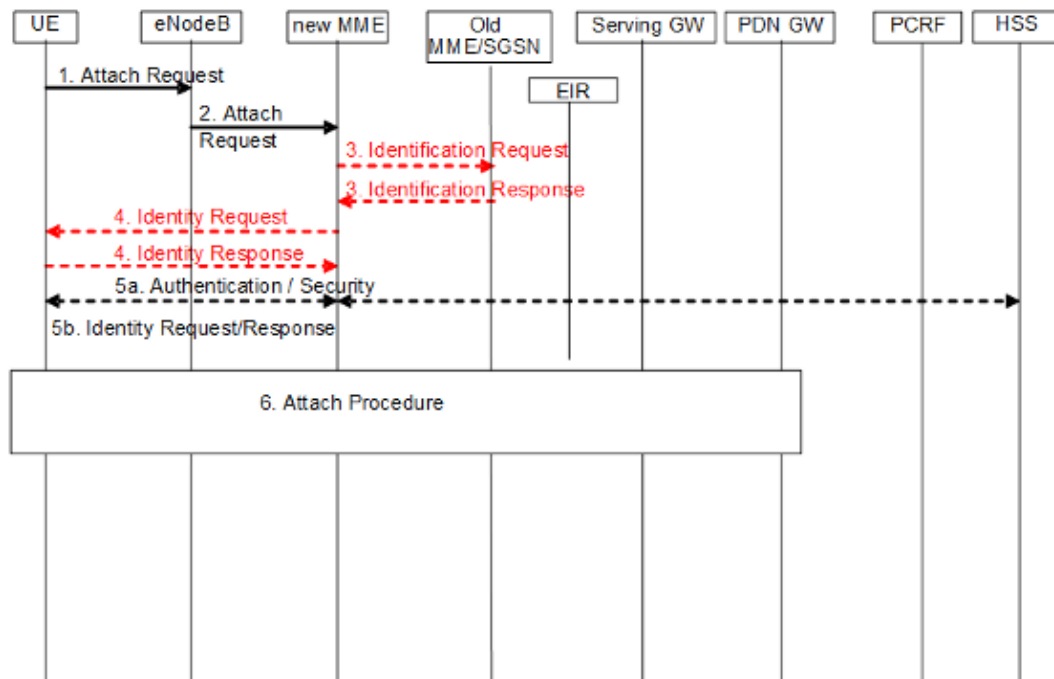 UE
eNodeB
new MME
Old
MME/SGSN
Serving GW
PDN GW
PCRF
HSS
EIR
1. Attach Request
2. Attach
Request
3. Identification Request
3. Identification Response
4. Identity Request
4. Identity Response
5a. Authentication / Security
5b. Identity Request/Response
6. Attach Procedure